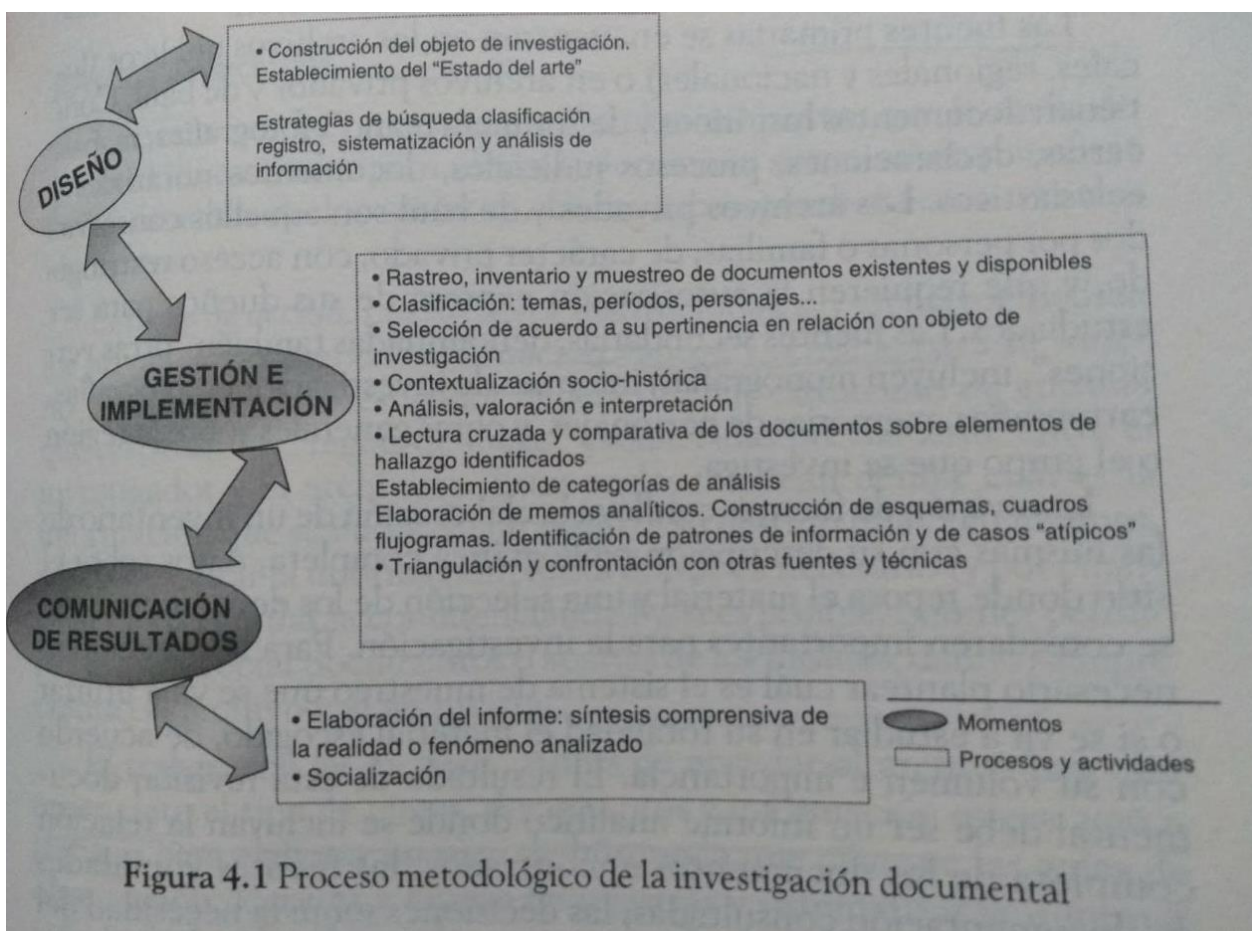 • Construcción del objeto de investigación.
Establecimiento del "Estado del arte"
Estrategias de búsqueda clasificación
registro, sistematización y análisis de
información
DISEÑO
• Rastreo, inventario y muestreo de documentos existentes y disponibles
• Clasificación: temas, períodos, personajes...
• Selección de acuerdo a su pertinencia en relación con objeto de
investigación
• Contextualización socio-histórica
• Análisis, valoración e interpretación
• Lectura cruzada y comparativa de los documentos sobre elementos de
hallazgo identificados
Establecimiento de categorías de análisis
Elaboración de memos analíticos. Construcción de esquemas, cuadros
flujogramas. Identificación de patrones de información y de casos "atípicos"
• Triangulación y confrontación con otras fuentes y técnicas
GESTIÓN E
IMPLEMENTACIÓN
COMUNICACIÓN
DE RESULTADOS
• Elaboración del informe: síntesis comprensiva de
la realidad o fenómeno analizado
• Socialización
Momentos
Procesos y actividades
Figura 4.1 Proceso metodológico de la investigación documental